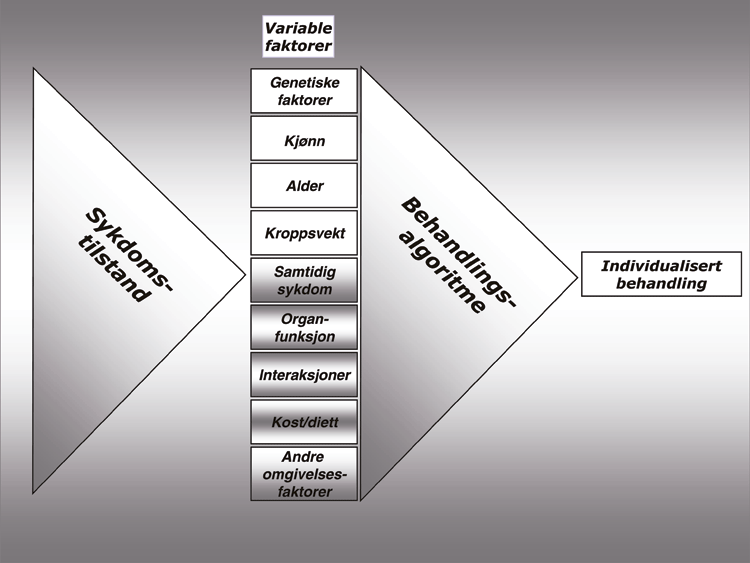 Variable
faktorer
Sykdoms-
tilstand
Genetiske
faktorer
Kjønn
Alder
Kroppsvekt
Samtidig
sykdom
Organ-
funksjon
Interaksjoner
Kost/diett
Andre
omgivelses-
faktorer
Behandlings-
algoritme
Individualisert
behandling